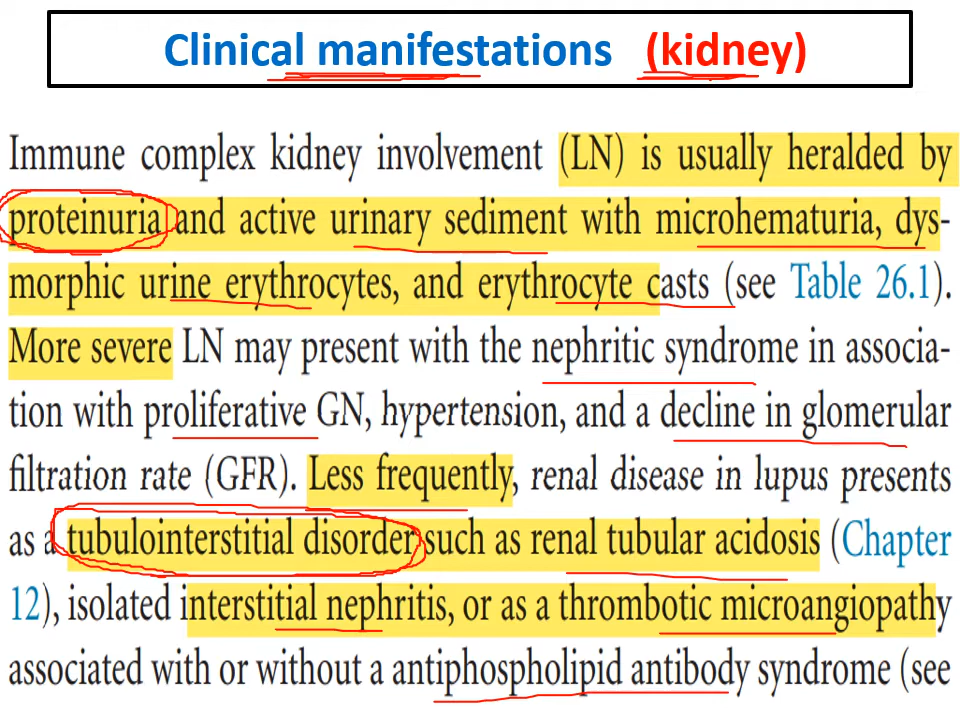 Clinical manifestations (kidney)
Immune complex kidney involvement (LN) is usually heralded by
proteinuria and active urinary sediment with microhematuria, dys-
morphic urine erythrocytes, and erythrocyte casts (see Table 26.1).
More severe LN may present with the nephritic syndrome in associa-
tion with proliferative GN, hypertension, and a decline in glomerular
filtration rate (GFR). Less frequently, renal disease in lupus presents
as a tubulointerstitial disorder such as renal tubular acidosis (Chapter
12), isolated interstitial nephritis, or as a thrombotic microangiopathy
associated with or without a antiphospholipid antibody syndrome (see